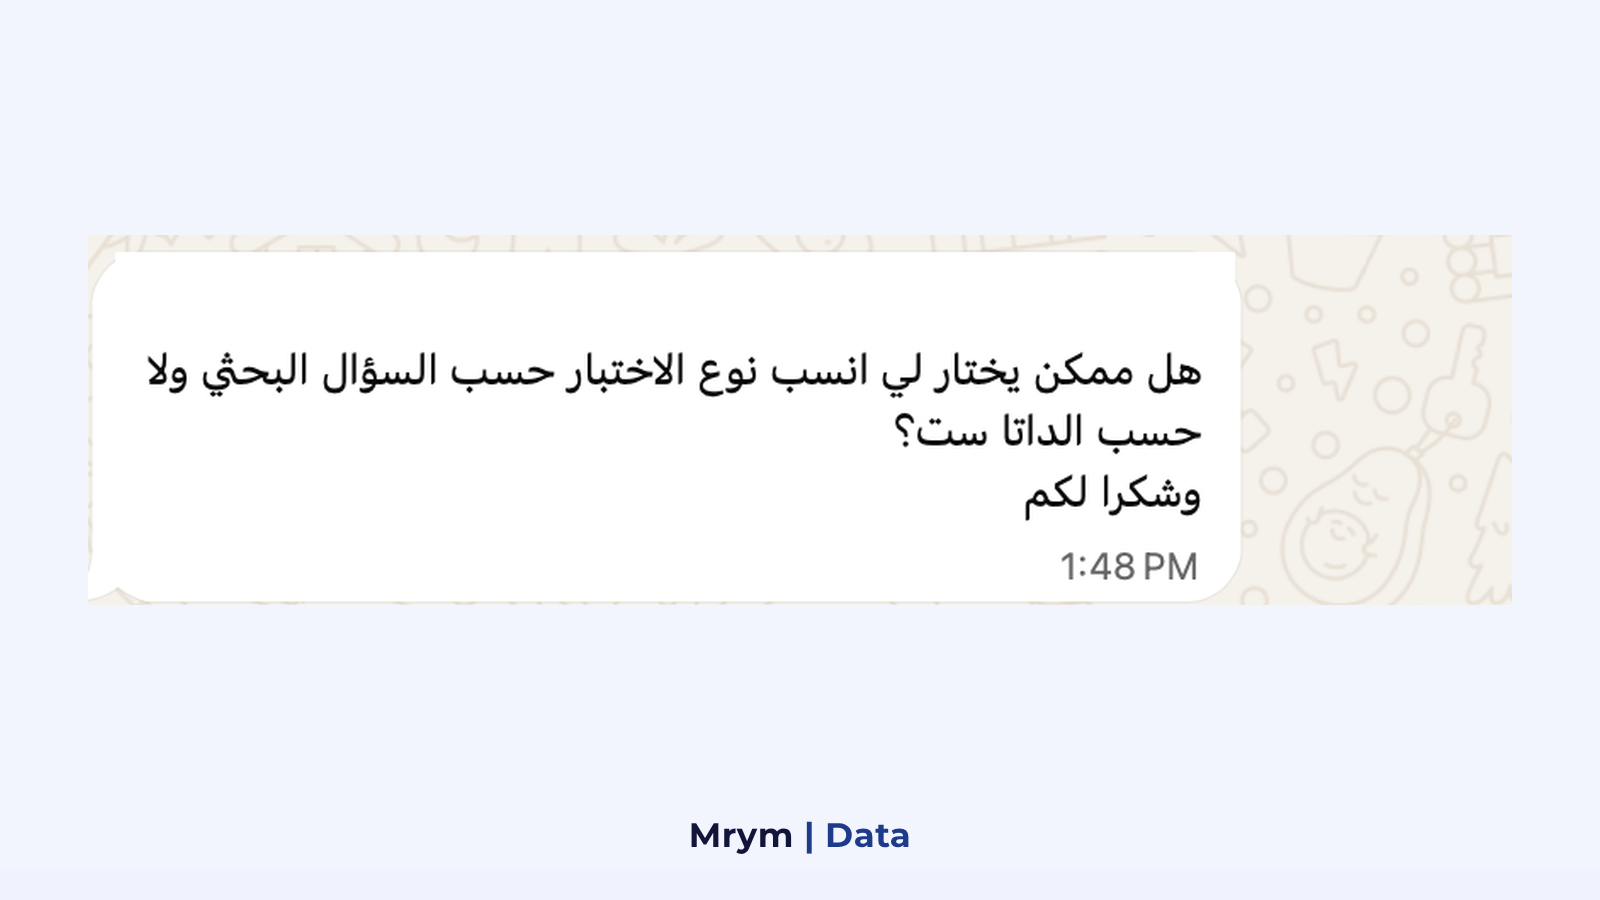 هل ممكن يختار لي انسب نوع الاختبار حسب السؤال البحثي ولا
حسب الداتا ست؟
وشكرا لكم
1:48 PM
Mrym | Data